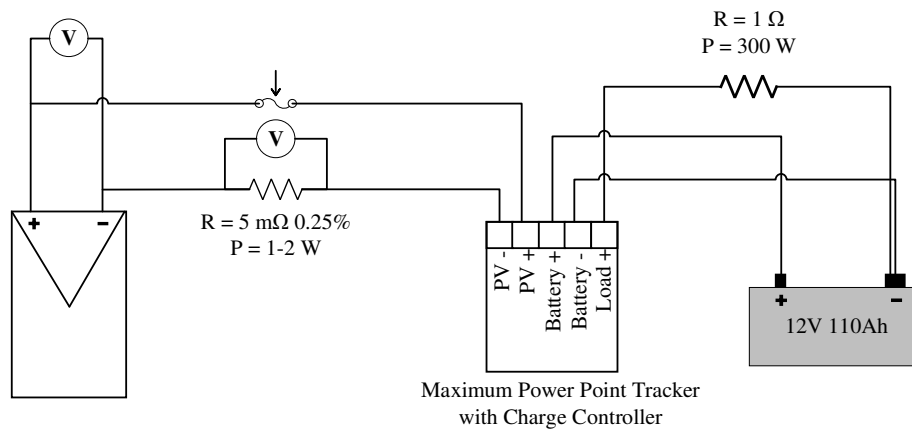 V
R = 1 Ω
P = 300 W
V
+
−
R = 5 mΩ 0.25%
P = 1-2 W
PV -
PV +
Battery +
Battery -
Load +
+
−
12V 110Ah
Maximum Power Point Tracker
with Charge Controller